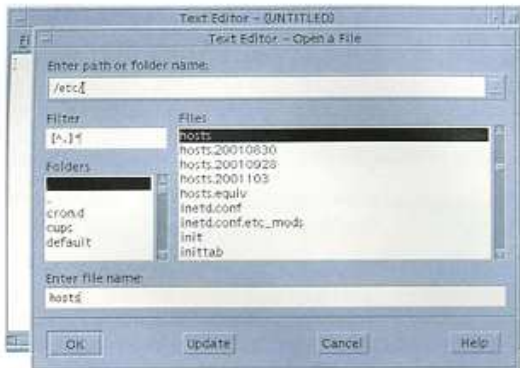 Text Editor - (UNTITLED)
Text Editor - Open a File
Enter path or folder name:
/etc/
Filter
[^.]*
Files
hosts
hosts.20010830
hosts.20010928
hosts.2001103
hosts.equiv
inetd.conf
inetd.conf.etc_mods
init
inittab
Folders
..
cron.d
cups
default
Enter file name:
hosts
OK
Update
Cancel
Help